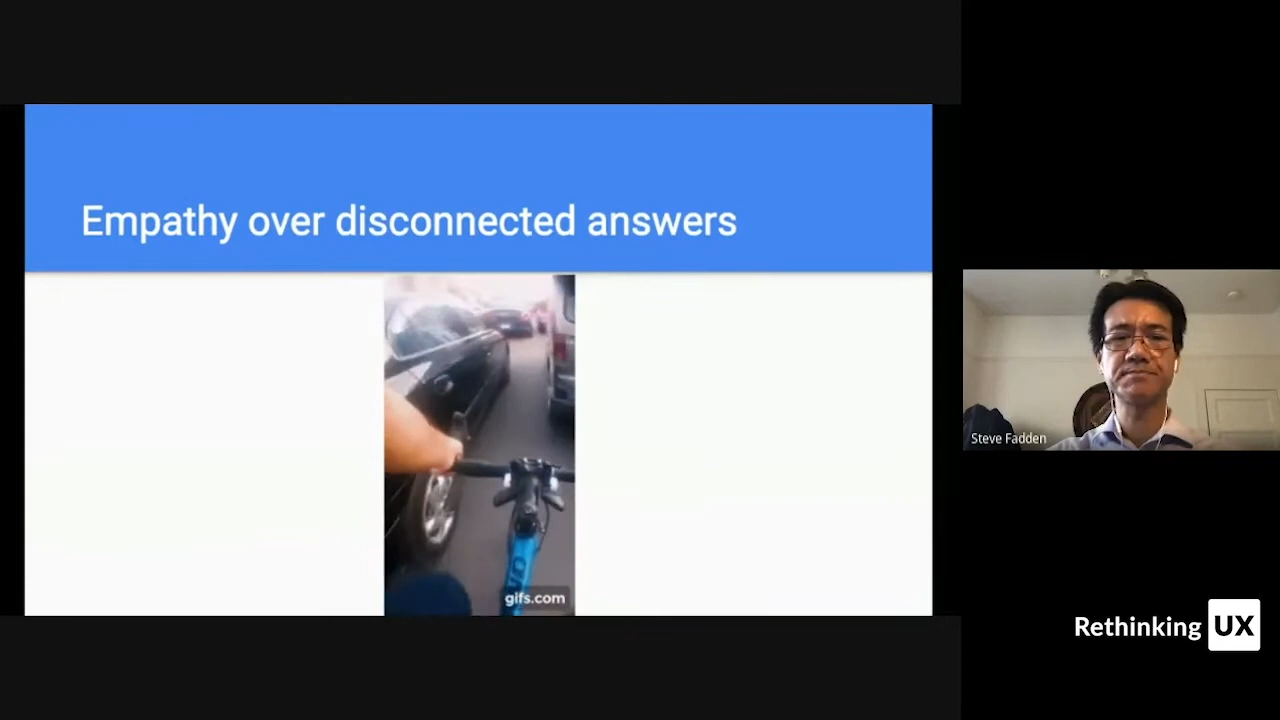 Empathy over disconnected answers
gifs.com
Steve Fadden
Rethinking UX